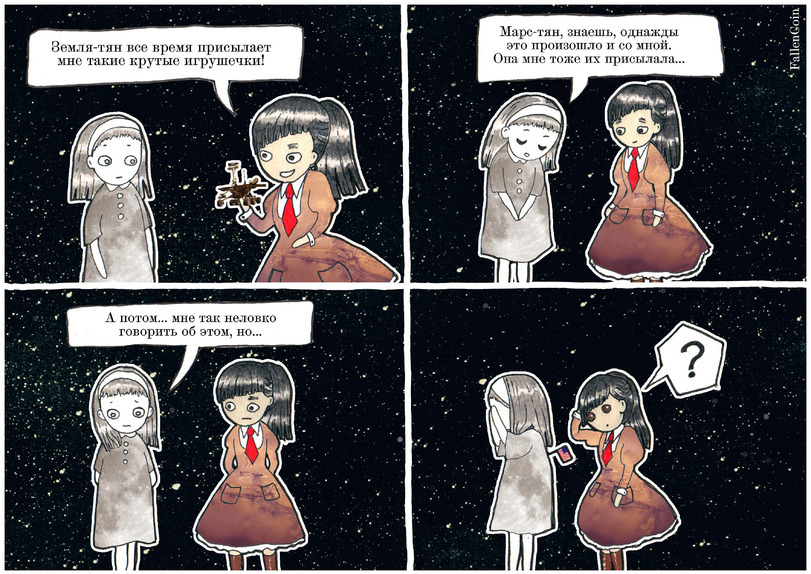 Земля-тян все время присылает
мне такие крутые игрушечки!
Марс-тян, знаешь, однажды
это произошло и со мной.
Она мне тоже их присылала...
FallenGoin
А потом... мне так неловко
говорить об этом, но...
?